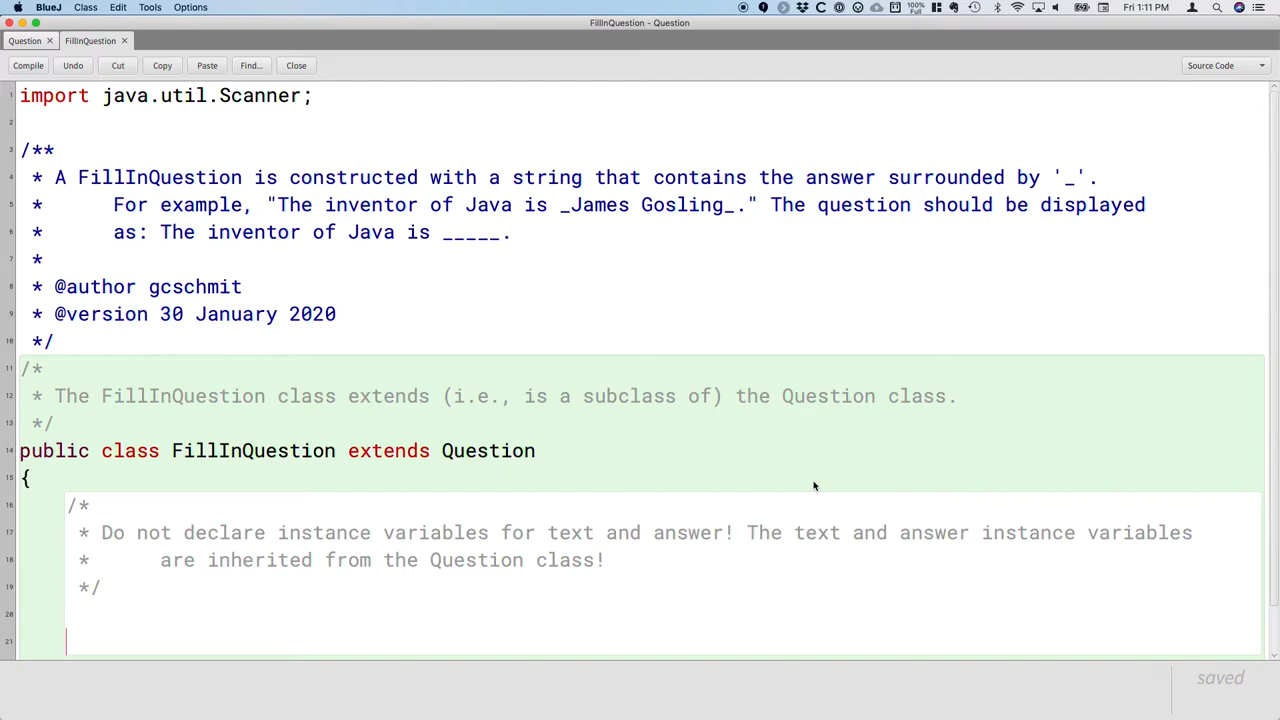 BlueJ Class Edit Tools Options 100% Full Fri 1:11 PM
FillInQuestion - Question
Question FillInQuestion
Compile Undo Cut Copy Paste Find... Close Source Code
1 import java.util.Scanner;
2
3 /**
4 * A FillInQuestion is constructed with a string that contains the answer surrounded by '_'.
5 * For example, "The inventor of Java is _James Gosling_." The question should be displayed
6 * as: The inventor of Java is _____.
7 *
8 * @author gcschmit
9 * @version 30 January 2020
10 */
11 /*
12 * The FillInQuestion class extends (i.e., is a subclass of) the Question class.
13 */
14 public class FillInQuestion extends Question
15 {
16 /*
17 * Do not declare instance variables for text and answer! The text and answer instance variables
18 * are inherited from the Question class!
19 */
20
21
saved